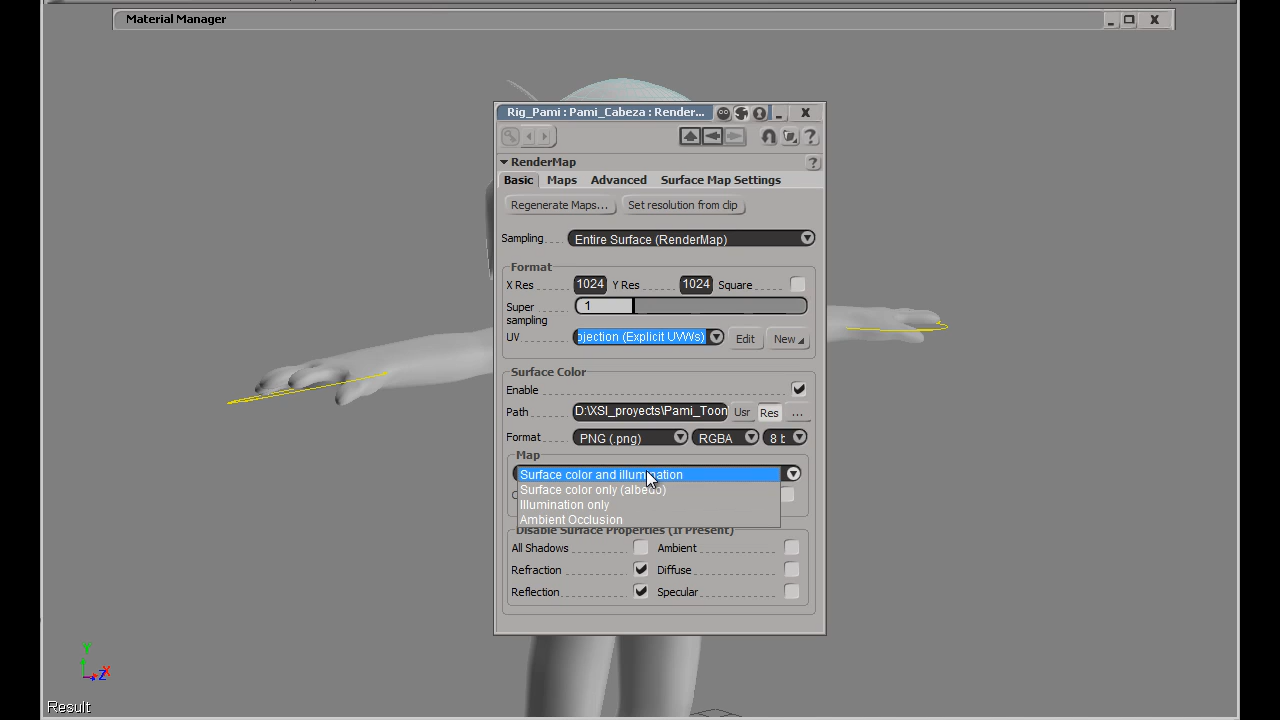 Material Manager
Rig_Pami : Pami_Cabeza : Render...
RenderMap
Basic Maps Advanced Surface Map Settings
Regenerate Maps... Set resolution from clip
Sampling Entire Surface (RenderMap)
Format
X Res 1024 Y Res 1024 Square
Super sampling 1
UV ojection (Explicit UVWs) Edit New
Surface Color
Enable
Path D:\XSI_proyects\Pami_Toon Usr Res ...
Format PNG (.png) RGBA 8 b
Map
Surface color and illumination
Surface color only (albedo)
Illumination only
Ambient Occlusion
Disable Surface Properties (If Present)
All Shadows Ambient
Refraction Diffuse
Reflection Specular
Y
X
Z
Result